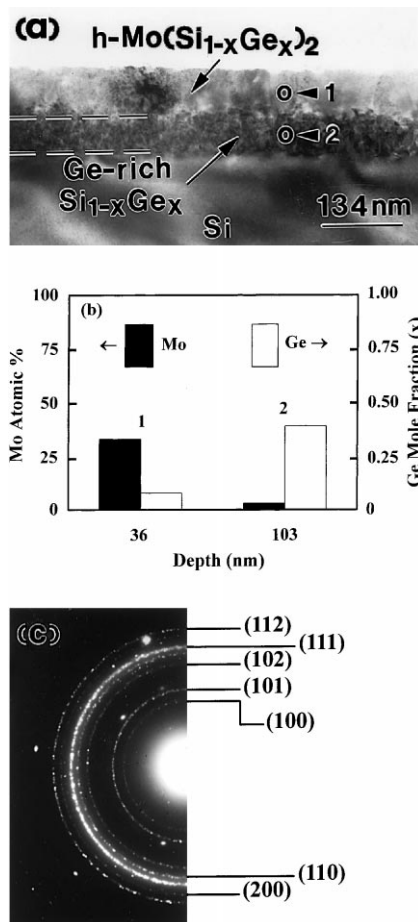 (a)
h-Mo(Si1-xGex)2
1
2
Ge-rich
Si1-xGex
Si
134nm
100
75
50
25
0
Mo Atomic %
(b)
← Mo
Ge →
1
2
1.00
0.75
0.50
0.25
0
Ge Mole Fraction (x)
36
103
Depth (nm)
(c)
(112)
(111)
(102)
(101)
(100)
(110)
(200)